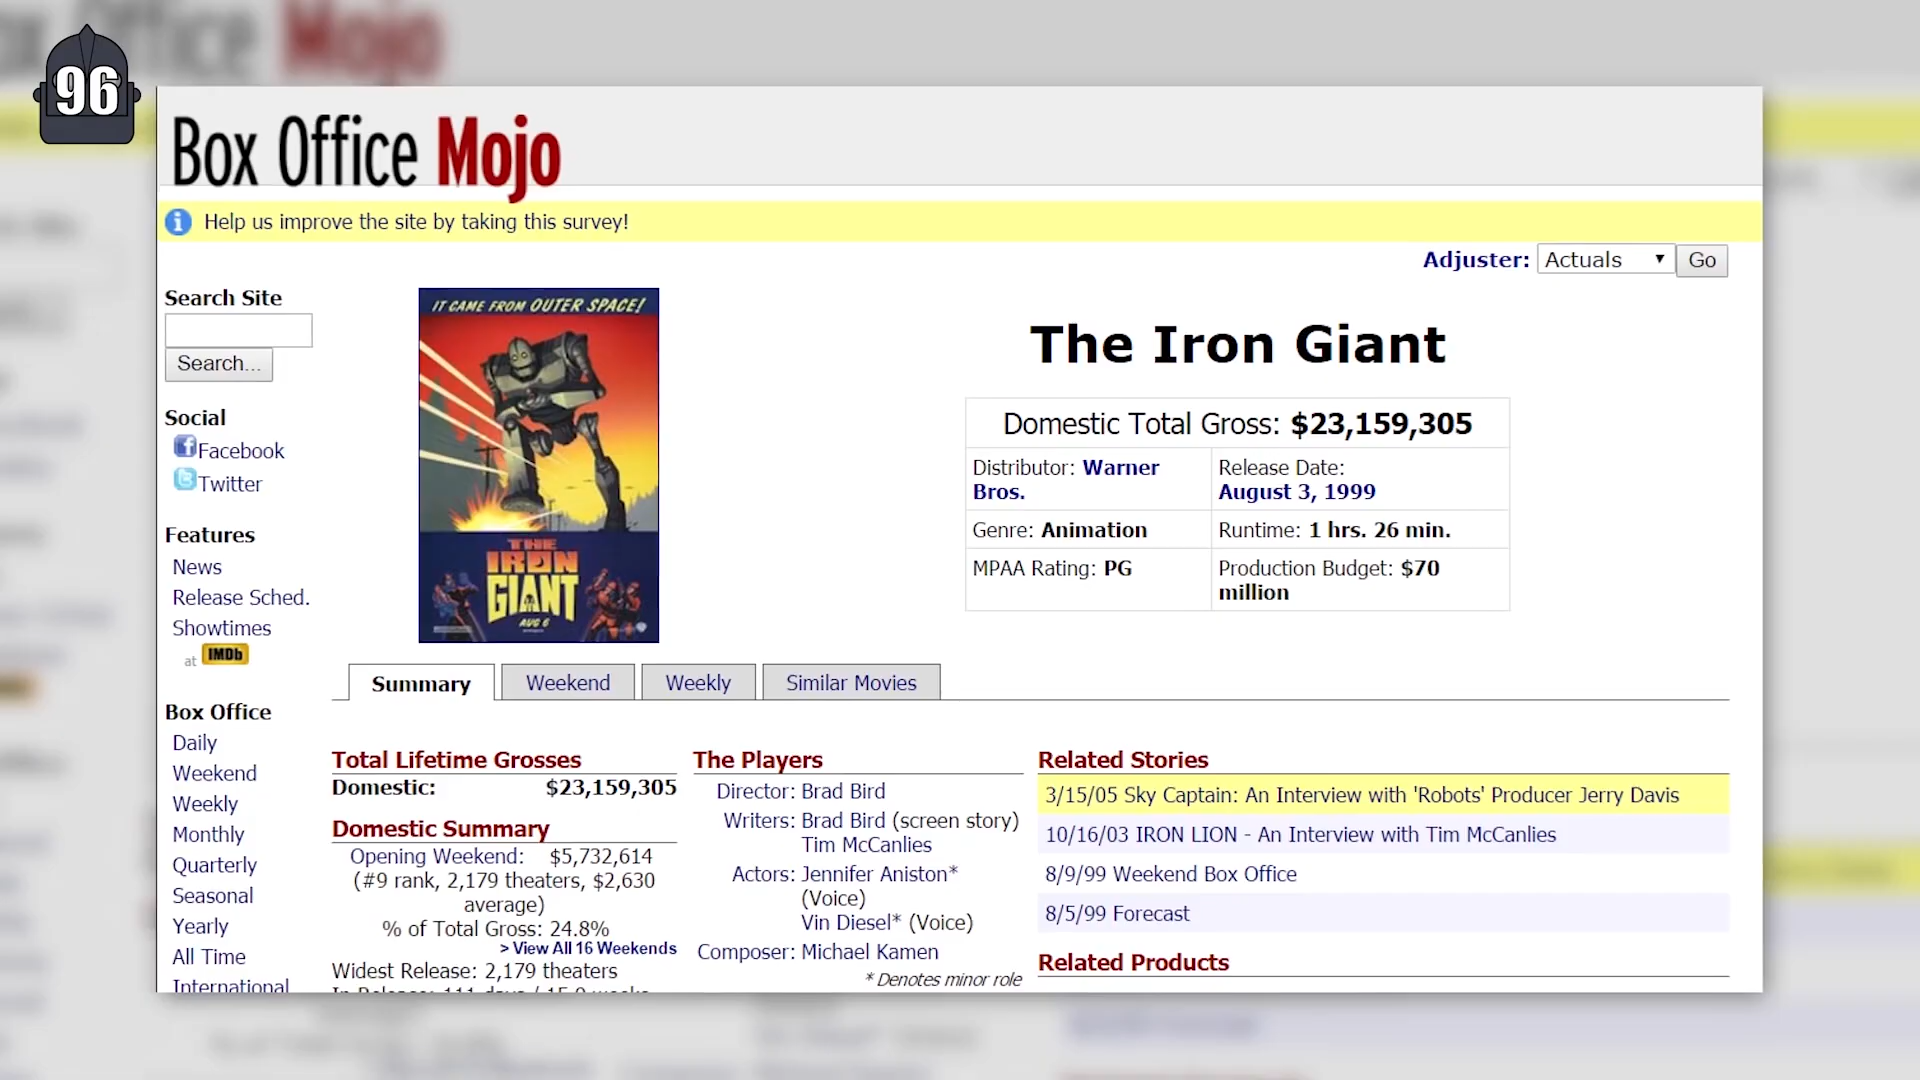 96
Box Office Mojo
Help us improve the site by taking this survey!
Adjuster: Actuals Go
Search Site
Search...
Social
Facebook
Twitter
Features
News
Release Sched.
Showtimes
at IMDb
Box Office
Daily
Weekend
Weekly
Monthly
Quarterly
Seasonal
Yearly
All Time
International
IT CAME FROM OUTER SPACE!
THE
IRON
GIANT
AUG 6
The Iron Giant
Domestic Total Gross: $23,159,305
Distributor: Warner
Bros.
Release Date:
August 3, 1999
Genre: Animation
Runtime: 1 hrs. 26 min.
MPAA Rating: PG
Production Budget: $70
million
Summary Weekend Weekly Similar Movies
Total Lifetime Grosses
Domestic: $23,159,305
Domestic Summary
Opening Weekend: $5,732,614
(#9 rank, 2,179 theaters, $2,630
average)
% of Total Gross: 24.8%
> View All 16 Weekends
Widest Release: 2,179 theaters
The Players
Director: Brad Bird
Writers: Brad Bird (screen story)
Tim McCanlies
Actors: Jennifer Aniston*
(Voice)
Vin Diesel* (Voice)
Composer: Michael Kamen
* Denotes minor role
Related Stories
3/15/05 Sky Captain: An Interview with 'Robots' Producer Jerry Davis
10/16/03 IRON LION - An Interview with Tim McCanlies
8/9/99 Weekend Box Office
8/5/99 Forecast
Related Products